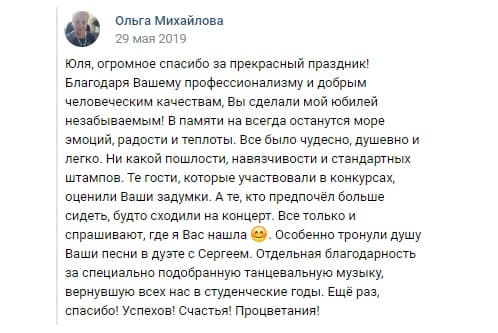 Ольга Михайлова
29 мая 2019
Юля, огромное спасибо за прекрасный праздник!
Благодаря Вашему профессионализму и добрым
человеческим качествам, Вы сделали мой юбилей
незабываемым! В памяти на всегда останутся море
эмоций, радости и теплоты. Все было чудесно, душевно и
легко. Ни какой пошлости, навязчивости и стандартных
штампов. Те гости, которые участвовали в конкурсах,
оценили Ваши задумки. А те, кто предпочёл больше
сидеть, будто сходили на концерт. Все только и
спрашивают, где я Вас нашла 😊. Особенно тронули душу
Ваши песни в дуэте с Сергеем. Отдельная благодарность
за специально подобранную танцевальную музыку,
вернувшую всех нас в студенческие годы. Ещё раз,
спасибо! Успехов! Счастья! Процветания!